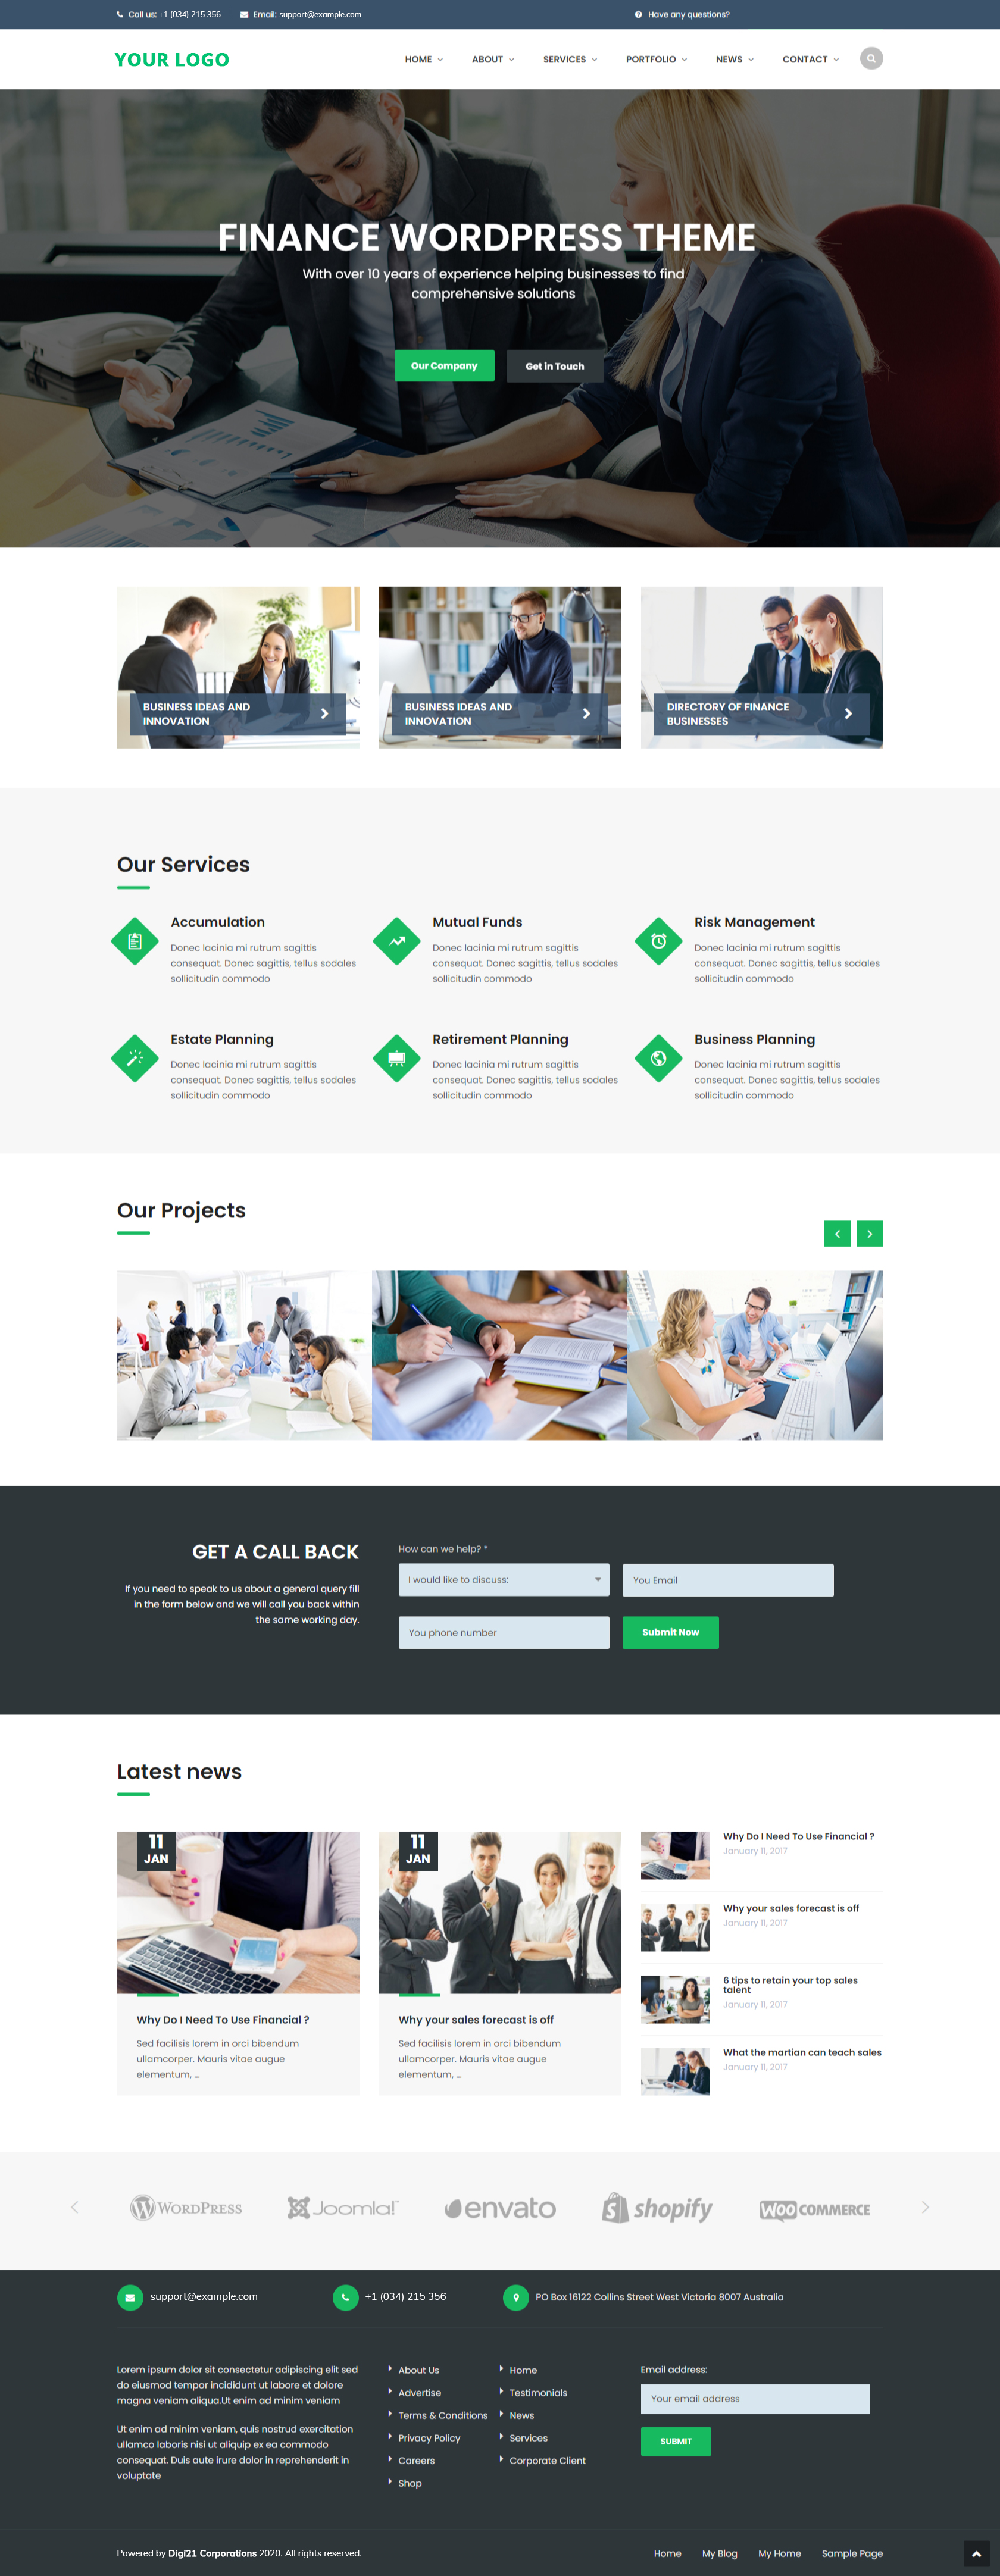 Call us: +1 (034) 215 356
Email: support@example.com
Have any questions?
YOUR LOGO
HOME
ABOUT
SERVICES
PORTFOLIO
NEWS
CONTACT
FINANCE WORDPRESS THEME
With over 10 years of experience helping businesses to find
comprehensive solutions
Our Company
Get in Touch
BUSINESS IDEAS AND
INNOVATION
BUSINESS IDEAS AND
INNOVATION
DIRECTORY OF FINANCE
BUSINESSES
Our Services
Accumulation
Donec lacinia mi rutrum sagittis
consequat. Donec sagittis, tellus sodales
sollicitudin commodo
Mutual Funds
Donec lacinia mi rutrum sagittis
consequat. Donec sagittis, tellus sodales
sollicitudin commodo
Risk Management
Donec lacinia mi rutrum sagittis
consequat. Donec sagittis, tellus sodales
sollicitudin commodo
Estate Planning
Donec lacinia mi rutrum sagittis
consequat. Donec sagittis, tellus sodales
sollicitudin commodo
Retirement Planning
Donec lacinia mi rutrum sagittis
consequat. Donec sagittis, tellus sodales
sollicitudin commodo
Business Planning
Donec lacinia mi rutrum sagittis
consequat. Donec sagittis, tellus sodales
sollicitudin commodo
Our Projects
GET A CALL BACK
If you need to speak to us about a general query fill
in the form below and we will call you back within
the same working day.
How can we help? *
I would like to discuss:
You Email
You phone number
Submit Now
Latest news
11
JAN
Why Do I Need To Use Financial ?
Sed facilisis lorem in orci bibendum
ullamcorper. Mauris vitae augue
elementum, ...
11
JAN
Why your sales forecast is off
Sed facilisis lorem in orci bibendum
ullamcorper. Mauris vitae augue
elementum, ...
Why Do I Need To Use Financial ?
January 11, 2017
Why your sales forecast is off
January 11, 2017
6 tips to retain your top sales
talent
January 11, 2017
What the martian can teach sales
January 11, 2017
WORDPRESS
Joomla!
envato
shopify
WOO COMMERCE
support@example.com
+1 (034) 215 356
PO Box 16122 Collins Street West Victoria 8007 Australia
Lorem ipsum dolor sit consectetur adipiscing elit sed
do eiusmod tempor incididunt ut labore et dolore
magna veniam aliqua.Ut enim ad minim veniam
Ut enim ad minim veniam, quis nostrud exercitation
ullamco laboris nisi ut aliquip ex ea commodo
consequat. Duis aute irure dolor in reprehenderit in
voluptate
About Us
Advertise
Terms & Conditions
Privacy Policy
Careers
Shop
Home
Testimonials
News
Services
Corporate Client
Email address:
Your email address
SUBMIT
Powered by Digi21 Corporations 2020. All rights reserved.
Home
My Blog
My Home
Sample Page